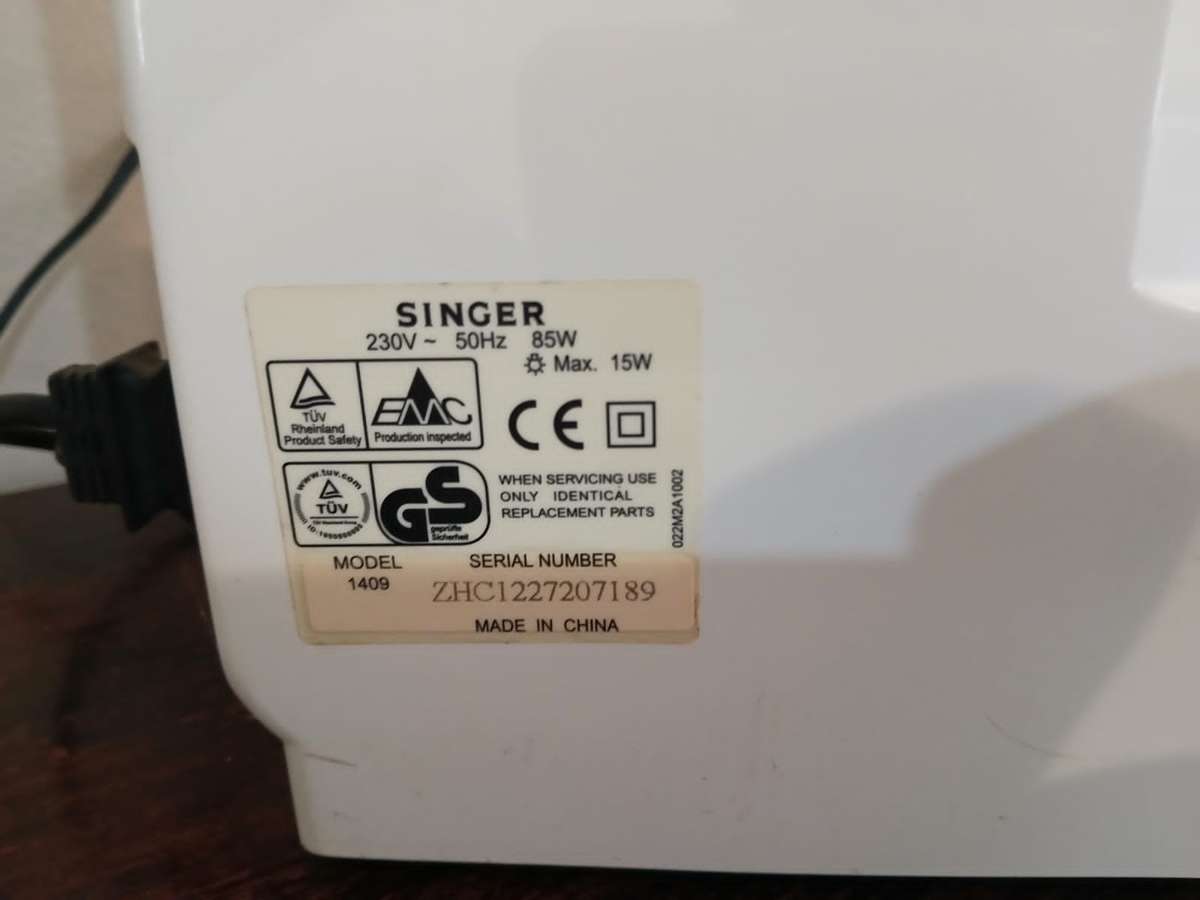 SINGER
230V ~ 50Hz 85W
Max. 15W
TÜV
Rheinland
Product Safety
EMC
Production inspected
CE
www.tuv.com
TÜV
GS
geprüfte
Sicherheit
WHEN SERVICING USE
ONLY IDENTICAL
REPLACEMENT PARTS
022M2A1002
MODEL
1409
SERIAL NUMBER
ZHC1227207189
MADE IN CHINA